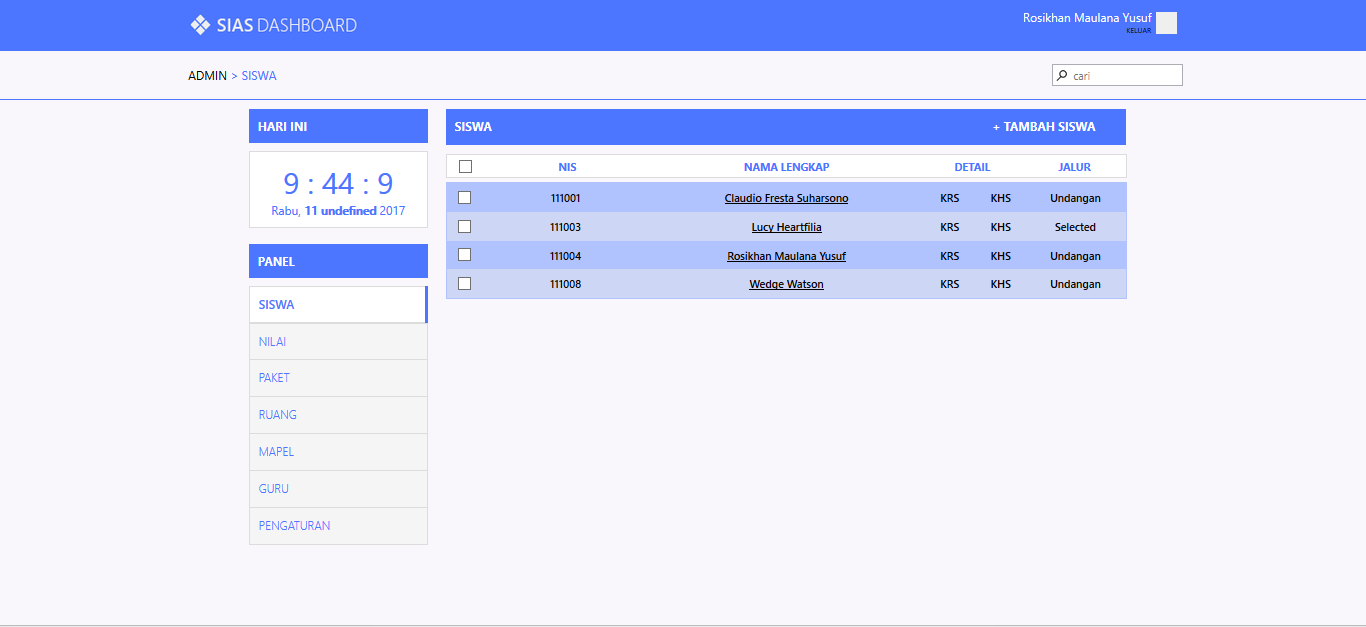 SIAS DASHBOARD
Rosikhan Maulana Yusuf
KELUAR
ADMIN > SISWA
cari
HARI INI
9 : 44 : 9
Rabu, 11 undefined 2017
PANEL
SISWA
NILAI
PAKET
RUANG
MAPEL
GURU
PENGATURAN
SISWA + TAMBAH SISWA
NIS NAMA LENGKAP DETAIL JALUR
111001 Claudio Fresta Suharsono KRS KHS Undangan
111003 Lucy Heartfilia KRS KHS Selected
111004 Rosikhan Maulana Yusuf KRS KHS Undangan
111008 Wedge Watson KRS KHS Undangan